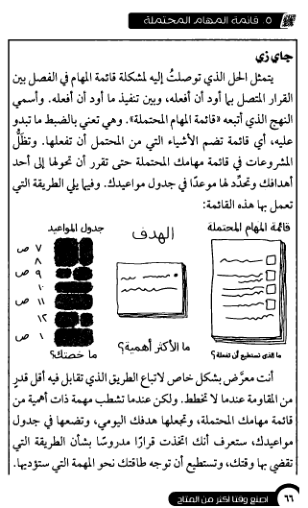 ٥. قائمة المهام المحتملة
جاي زي
يتمثل الحل الذي توصلتُ إليه لمشكلة قائمة المهام في الفصل بين
القرار المتصل بما أود أن أفعله، وبين تنفيذ ما أود أن أفعله. وأسمي
النهج الذي أتبعه «قائمة المهام المحتملة». وهي تعني بالضبط ما تبدو
عليه، أي قائمة تضم الأشياء التي من المحتمل أن تفعلها. وتظلُّ
المشروعات في قائمة مهامك المحتملة حتى تقرر أن تحولها إلى أحد
أهدافك وتحدِّد لها موعدًا في جدول مواعيدك. وفيما يلي الطريقة التي
تعمل بها هذه القائمة:
قائمة المهام المحتملة
الهدف
جدول المواعيد
٧ ص
٨
٩ ص
١٠
١١ ص
١٢
١ ص
ما الذي تستطيع أن تفعله؟
ما الأكثر أهمية؟
ما خصتك؟
أنت معرَّض بشكل خاص لاتباع الطريق الذي تقابل فيه أقل قدرٍ
من المقاومة عندما لا تخطط. ولكن عندما تشطب مهمة ذات أهمية من
قائمة مهامك المحتملة، وتجعلها هدفك اليومي، وتضعها في جدول
مواعيدك، ستعرف أنك اتخذت قرارًا مدروسًا بشأن الطريقة التي
تقضي بها وقتك، وتستطيع أن توجه طاقتك نحو المهمة التي ستؤديها.
٦٦
اصنع وقتا أكثر من المتاح